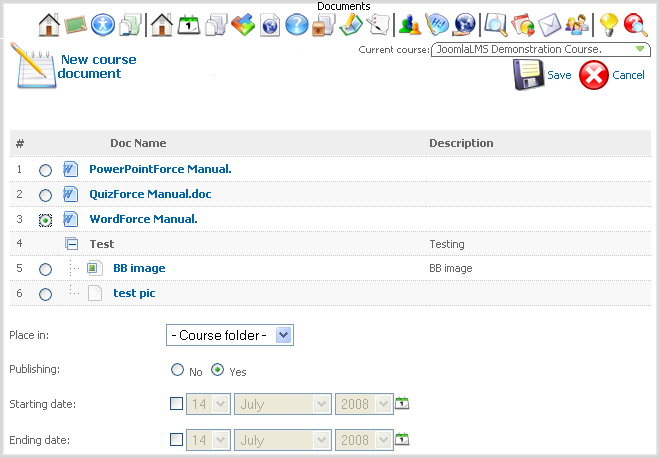 Documents
Current course: JoomlaLMS Demonstration Course.
New course
document
Save Cancel
# Doc Name Description
1 PowerPointForce Manual.
2 QuizForce Manual.doc
3 WordForce Manual.
4 Test Testing
5 BB image BB image
6 test pic
Place in: - Course folder -
Publishing: No Yes
Starting date: 14 July 2008
Ending date: 14 July 2008